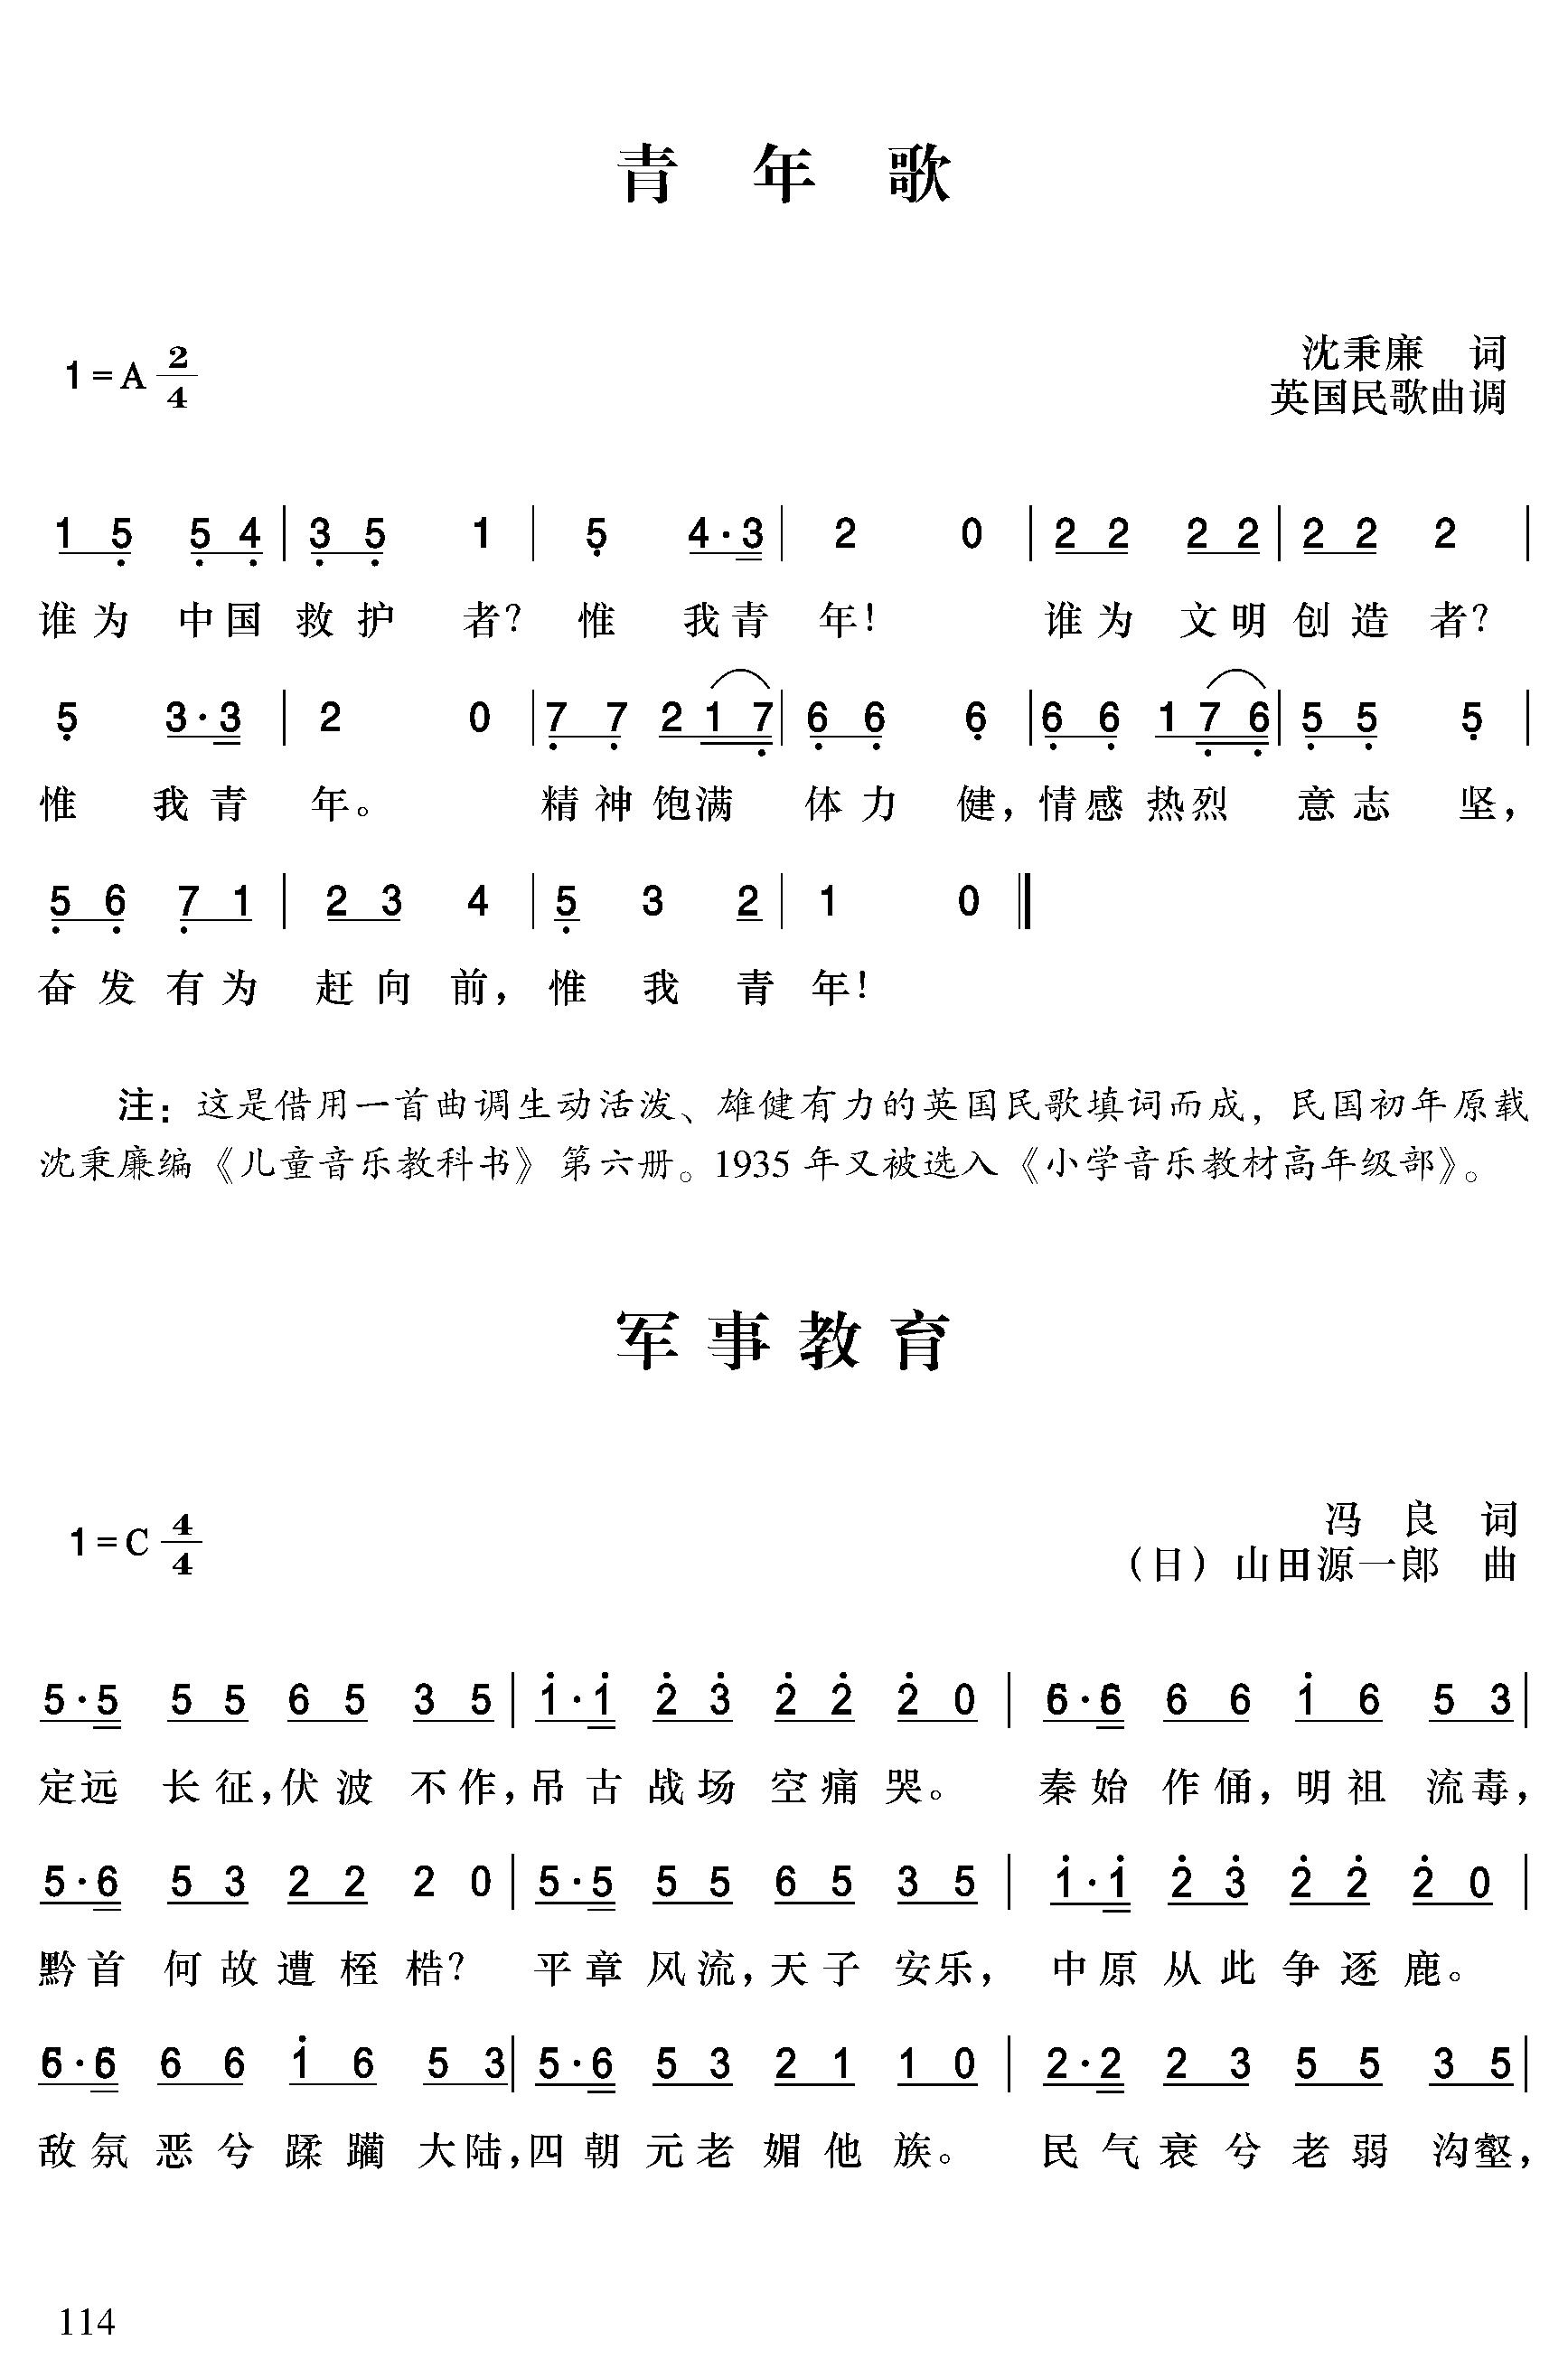 青 年 歌
1=A 2/4
沈秉廉 词
英国民歌曲调
1 5 5 4 | 3 5 1 | 5 4·3 | 2 0 | 2 2 2 2 | 2 2 2 |
谁为 中国 救护 者？ 惟 我青 年！ 谁为 文明 创造 者？
5 3·3 | 2 0 | 7 7 2 1 7 | 6 6 6 | 6 6 1 7 6 | 5 5 5 |
惟 我青 年。 精神饱满 体力 健，情感热烈 意志 坚，
5 6 7 1 | 2 3 4 | 5 3 2 | 1 0 ‖
奋发有为 赶向 前， 惟 我 青 年！
注：这是借用一首曲调生动活泼、雄健有力的英国民歌填词而成，民国初年原载
沈秉廉编《儿童音乐教科书》第六册。1935 年又被选入《小学音乐教材高年级部》。
军事教育
1=C 4/4
冯 良 词
（日）山田源一郎 曲
5·5 5 5 6 5 3 5 | 1·1 2 3 2 2 2 0 | 6·6 6 6 1 6 5 3 |
定远 长征，伏波 不作，吊古 战场 空痛 哭。 秦始 作俑，明祖 流毒，
5·6 5 3 2 2 2 0 | 5·5 5 5 6 5 3 5 | 1·1 2 3 2 2 2 0 |
黔首 何故遭桎 梏？ 平章风流，天子 安乐， 中原从此争逐鹿。
6·6 6 6 1 6 5 3 | 5·6 5 3 2 1 1 0 | 2·2 2 3 5 5 3 5 |
敌氛 恶兮 蹂躏 大陆，四朝 元老 媚他 族。 民气衰兮 老弱 沟壑，
114